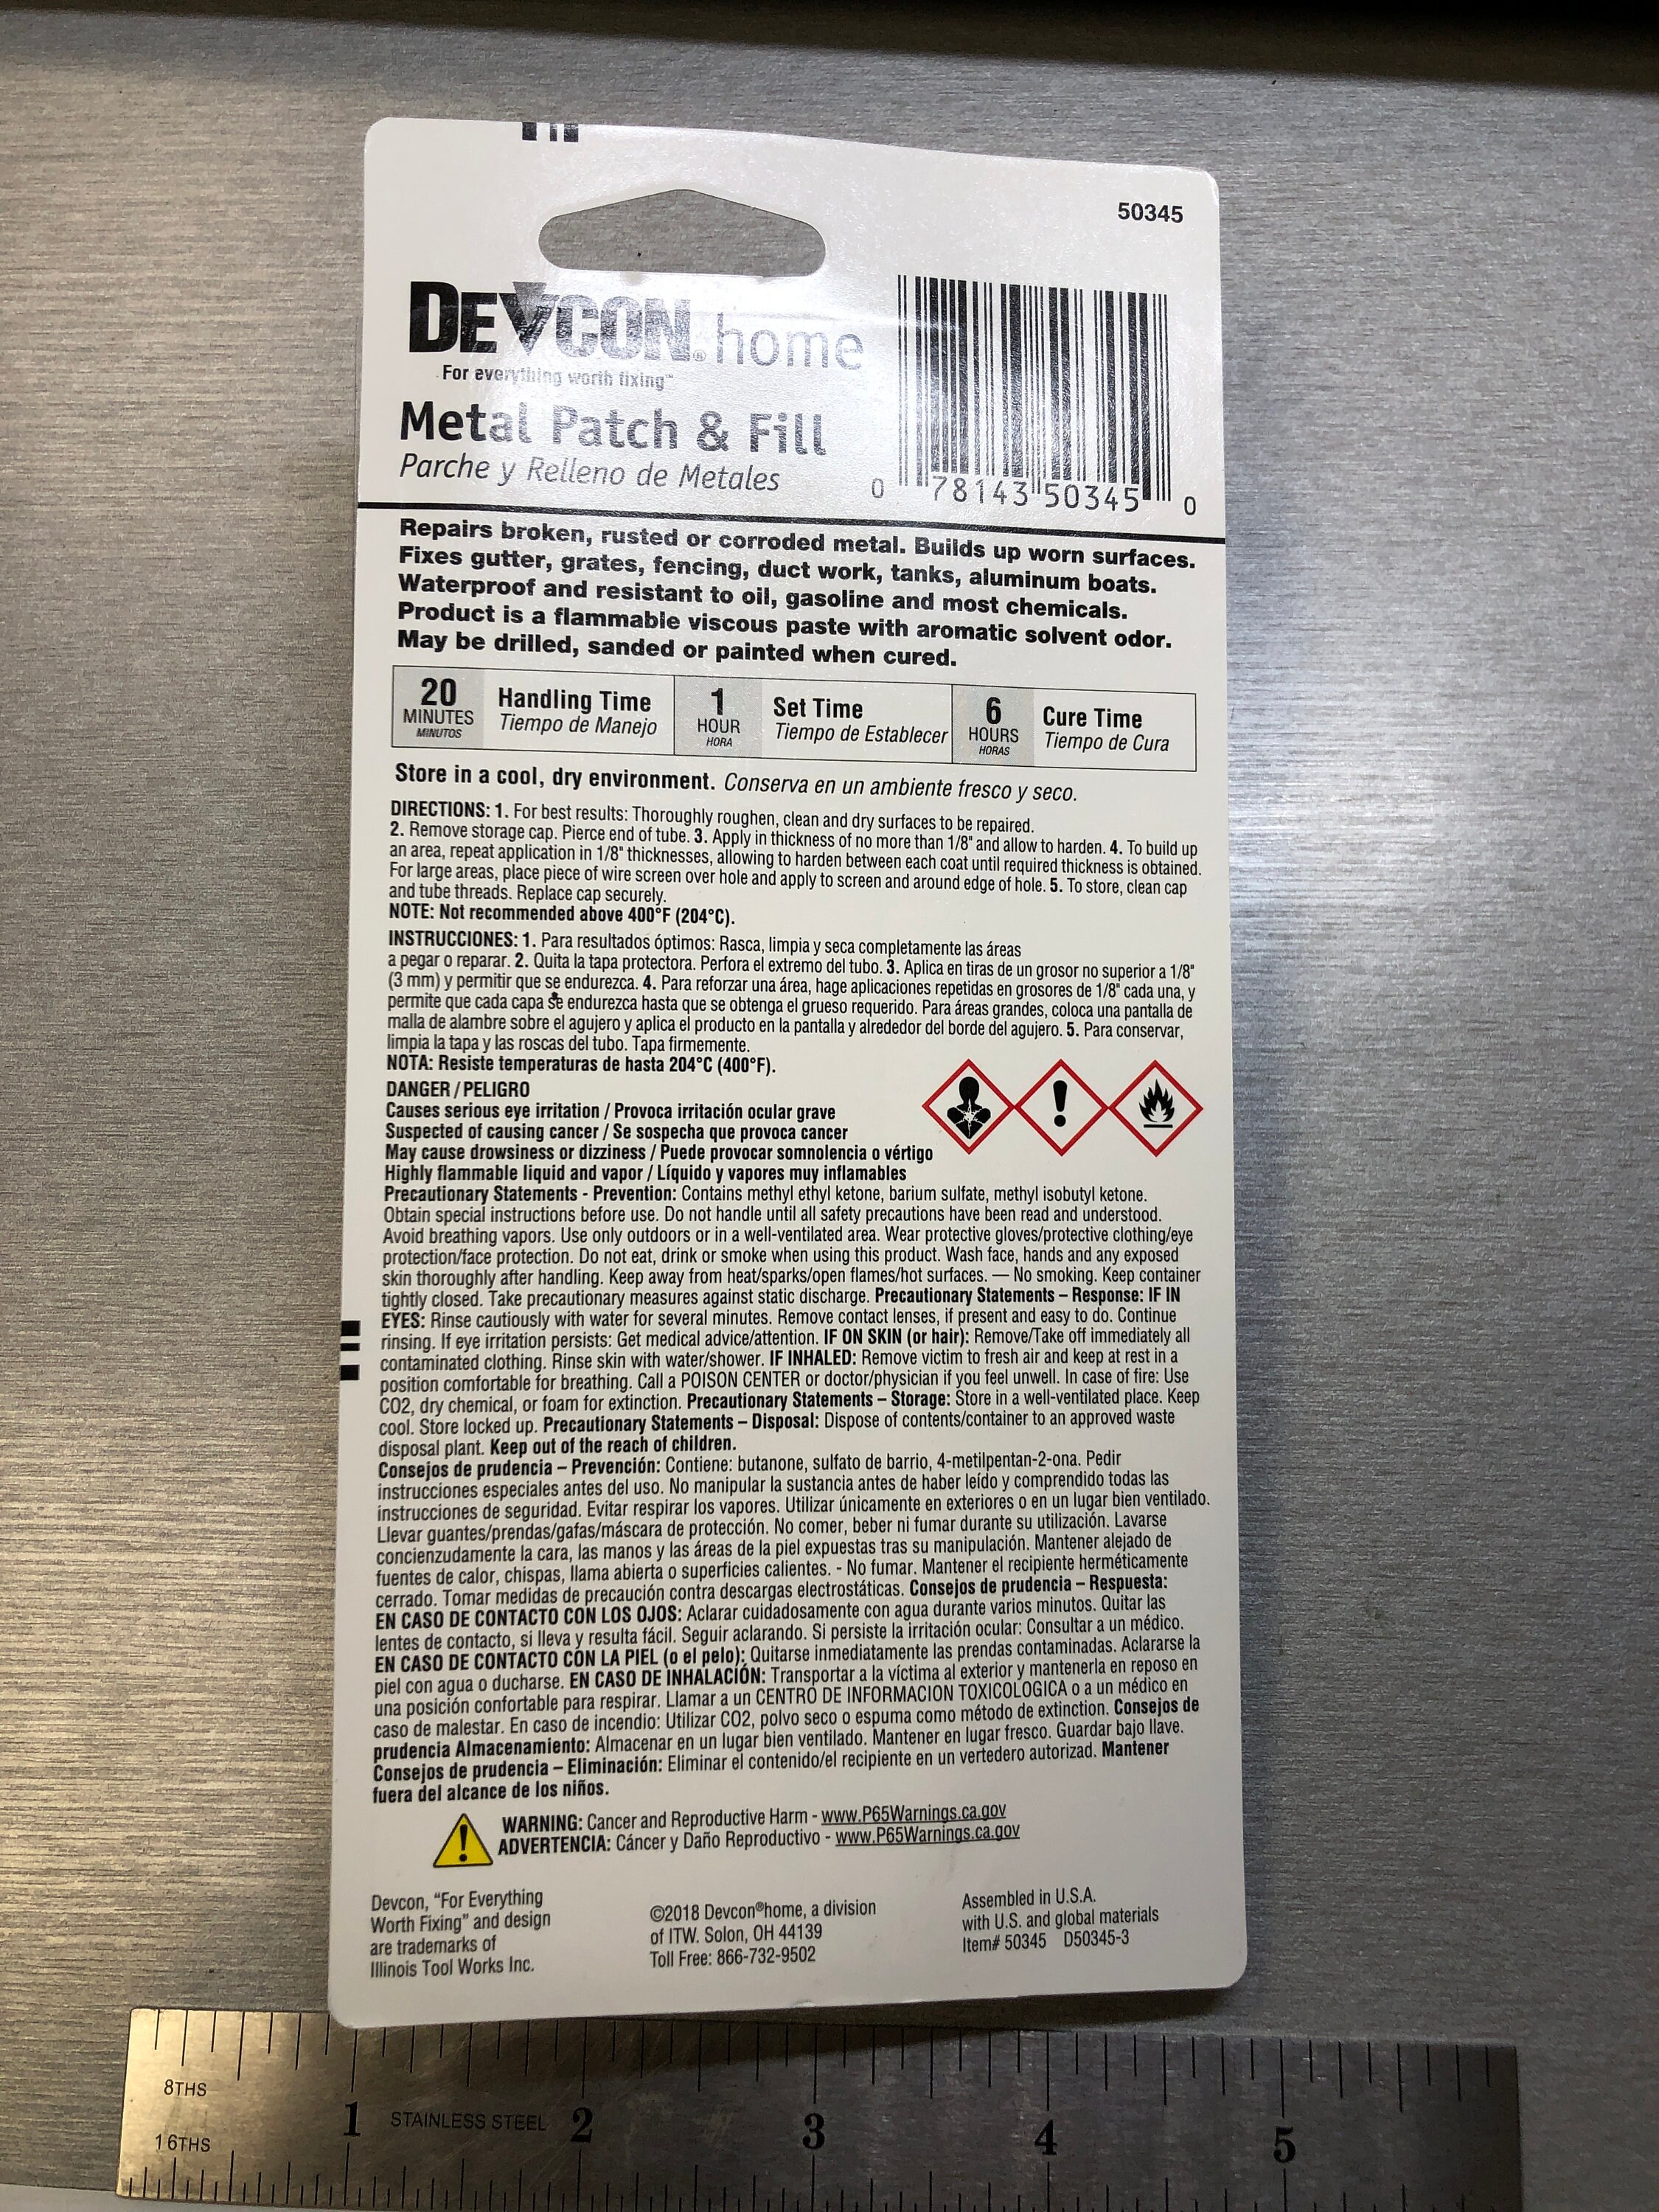 50345
DEVCON® home
For everything worth fixing™
Metal Patch & Fill
Parche y Relleno de Metales
0 78143 50345 0
Repairs broken, rusted or corroded metal. Builds up worn surfaces.
Fixes gutter, grates, fencing, duct work, tanks, aluminum boats.
Waterproof and resistant to oil, gasoline and most chemicals.
Product is a flammable viscous paste with aromatic solvent odor.
May be drilled, sanded or painted when cured.
20 MINUTES MINUTOS Handling Time Tiempo de Manejo
1 HOUR HORA Set Time Tiempo de Establecer
6 HOURS HORAS Cure Time Tiempo de Cura
Store in a cool, dry environment. Conserva en un ambiente fresco y seco.
DIRECTIONS: 1. For best results: Thoroughly roughen, clean and dry surfaces to be repaired.
2. Remove storage cap. Pierce end of tube. 3. Apply in thickness of no more than 1/8" and allow to harden. 4. To build up
an area, repeat application in 1/8" thicknesses, allowing to harden between each coat until required thickness is obtained.
For large areas, place piece of wire screen over hole and apply to screen and around edge of hole. 5. To store, clean cap
and tube threads. Replace cap securely.
NOTE: Not recommended above 400°F (204°C).
INSTRUCCIONES: 1. Para resultados óptimos: Rasca, limpia y seca completamente las áreas
a pegar o reparar. 2. Quita la tapa protectora. Perfora el extremo del tubo. 3. Aplica en tiras de un grosor no superior a 1/8"
(3 mm) y permitir que se endurezca. 4. Para reforzar una área, hage aplicaciones repetidas en grosores de 1/8" cada una, y
permite que cada capa se endurezca hasta que se obtenga el grueso requerido. Para áreas grandes, coloca una pantalla de
malla de alambre sobre el agujero y aplica el producto en la pantalla y alrededor del borde del agujero. 5. Para conservar,
limpia la tapa y las roscas del tubo. Tapa firmemente.
NOTA: Resiste temperaturas de hasta 204°C (400°F).
DANGER / PELIGRO
Causes serious eye irritation / Provoca irritación ocular grave
Suspected of causing cancer / Se sospecha que provoca cancer
May cause drowsiness or dizziness / Puede provocar somnolencia o vértigo
Highly flammable liquid and vapor / Líquido y vapores muy inflamables
Precautionary Statements - Prevention: Contains methyl ethyl ketone, barium sulfate, methyl isobutyl ketone.
Obtain special instructions before use. Do not handle until all safety precautions have been read and understood.
Avoid breathing vapors. Use only outdoors or in a well-ventilated area. Wear protective gloves/protective clothing/eye
protection/face protection. Do not eat, drink or smoke when using this product. Wash face, hands and any exposed
skin thoroughly after handling. Keep away from heat/sparks/open flames/hot surfaces. — No smoking. Keep container
tightly closed. Take precautionary measures against static discharge. Precautionary Statements – Response: IF IN
EYES: Rinse cautiously with water for several minutes. Remove contact lenses, if present and easy to do. Continue
rinsing. If eye irritation persists: Get medical advice/attention. IF ON SKIN (or hair): Remove/Take off immediately all
contaminated clothing. Rinse skin with water/shower. IF INHALED: Remove victim to fresh air and keep at rest in a
position comfortable for breathing. Call a POISON CENTER or doctor/physician if you feel unwell. In case of fire: Use
CO2, dry chemical, or foam for extinction. Precautionary Statements – Storage: Store in a well-ventilated place. Keep
cool. Store locked up. Precautionary Statements – Disposal: Dispose of contents/container to an approved waste
disposal plant. Keep out of the reach of children.
Consejos de prudencia – Prevención: Contiene: butanone, sulfato de barrio, 4-metilpentan-2-ona. Pedir
instrucciones especiales antes del uso. No manipular la sustancia antes de haber leído y comprendido todas las
instrucciones de seguridad. Evitar respirar los vapores. Utilizar únicamente en exteriores o en un lugar bien ventilado.
Llevar guantes/prendas/gafas/máscara de protección. No comer, beber ni fumar durante su utilización. Lavarse
concienzudamente la cara, las manos y las áreas de la piel expuestas tras su manipulación. Mantener alejado de
fuentes de calor, chispas, llama abierta o superficies calientes. - No fumar. Mantener el recipiente herméticamente
cerrado. Tomar medidas de precaución contra descargas electrostáticas. Consejos de prudencia – Respuesta:
EN CASO DE CONTACTO CON LOS OJOS: Aclarar cuidadosamente con agua durante varios minutos. Quitar las
lentes de contacto, si lleva y resulta fácil. Seguir aclarando. Si persiste la irritación ocular: Consultar a un médico.
EN CASO DE CONTACTO CON LA PIEL (o el pelo): Quitarse inmediatamente las prendas contaminadas. Aclararse la
piel con agua o ducharse. EN CASO DE INHALACIÓN: Transportar a la víctima al exterior y mantenerla en reposo en
una posición confortable para respirar. Llamar a un CENTRO DE INFORMACION TOXICOLOGICA o a un médico en
caso de malestar. En caso de incendio: Utilizar CO2, polvo seco o espuma como método de extinction. Consejos de
prudencia Almacenamiento: Almacenar en un lugar bien ventilado. Mantener en lugar fresco. Guardar bajo llave.
Consejos de prudencia – Eliminación: Eliminar el contenido/el recipiente en un vertedero autorizad. Mantener
fuera del alcance de los niños.
WARNING: Cancer and Reproductive Harm - www.P65Warnings.ca.gov
ADVERTENCIA: Cáncer y Daño Reproductivo - www.P65Warnings.ca.gov
Devcon, “For Everything
Worth Fixing” and design
are trademarks of
Illinois Tool Works Inc.
©2018 Devcon®home, a division
of ITW. Solon, OH 44139
Toll Free: 866-732-9502
Assembled in U.S.A.
with U.S. and global materials
Item# 50345 D50345-3
8THS
1 STAINLESS STEEL 2 3 4 5
16THS